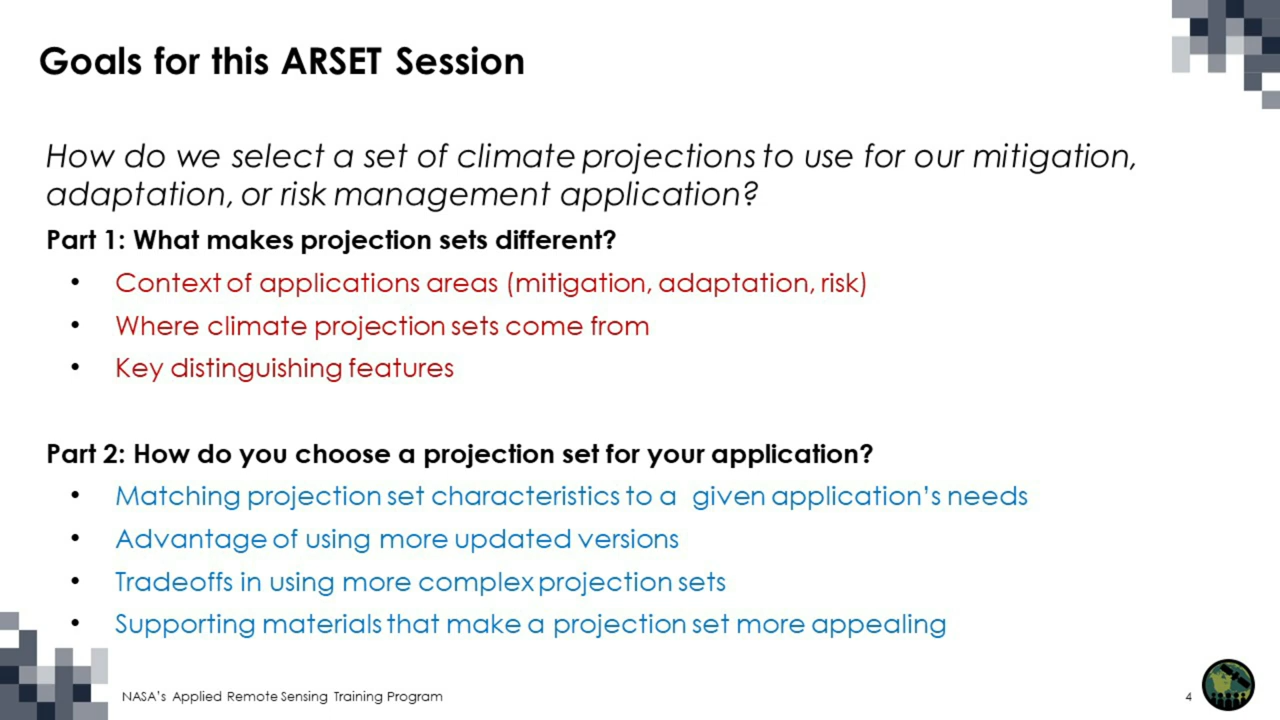 Goals for this ARSET Session
How do we select a set of climate projections to use for our mitigation,
adaptation, or risk management application?
Part 1: What makes projection sets different?
• Context of applications areas (mitigation, adaptation, risk)
• Where climate projection sets come from
• Key distinguishing features
Part 2: How do you choose a projection set for your application?
• Matching projection set characteristics to a given application's needs
• Advantage of using more updated versions
• Tradeoffs in using more complex projection sets
• Supporting materials that make a projection set more appealing
NASA's Applied Remote Sensing Training Program
4